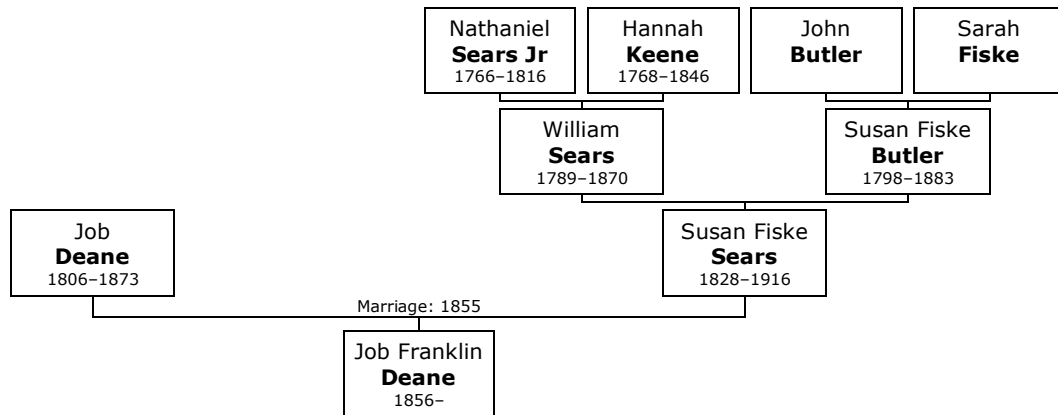 Nathaniel
Sears Jr
1766–1816
Hannah
Keene
1768–1846
John
Butler
Sarah
Fiske
William
Sears
1789–1870
Susan Fiske
Butler
1798–1883
Job
Deane
1806–1873
Susan Fiske
Sears
1828–1916
Marriage: 1855
Job Franklin
Deane
1856–